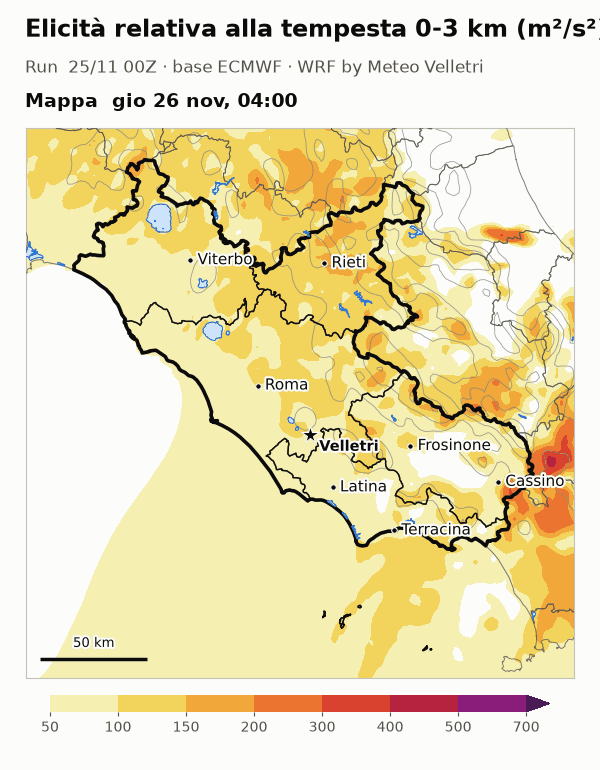 Elicità relativa alla tempesta 0-3 km (m²/s²)
Run 25/11 00Z · base ECMWF · WRF by Meteo Velletri
Mappa gio 26 nov, 04:00
Viterbo
Rieti
Roma
Velletri
Frosinone
Cassino
Latina
Terracina
50 km
50 100 150 200 300 400 500 700